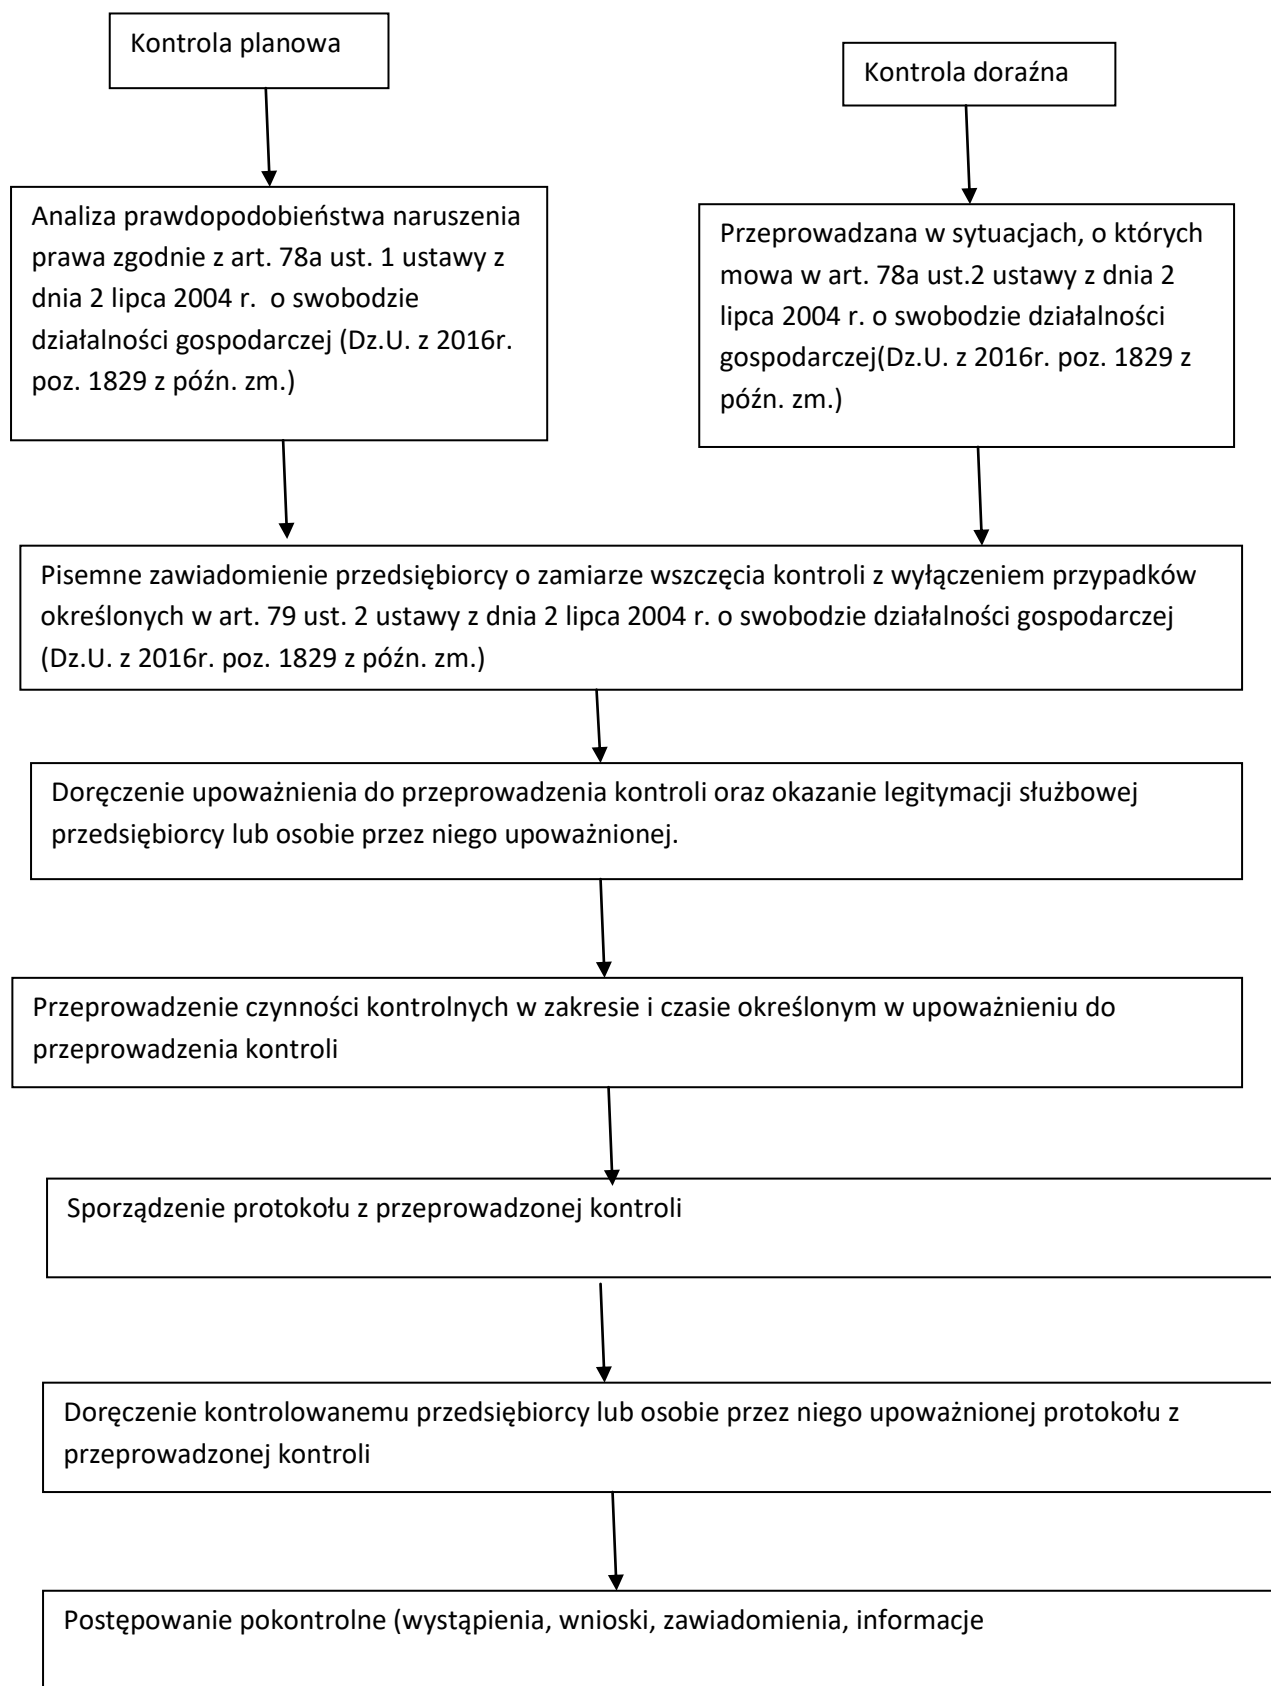 Kontrola planowa
Kontrola doraźna
Analiza prawdopodobieństwa naruszenia
prawa zgodnie z art. 78a ust. 1 ustawy z
dnia 2 lipca 2004 r.  o swobodzie
działalności gospodarczej (Dz.U. z 2016r.
poz. 1829 z późn. zm.)
Przeprowadzana w sytuacjach, o których
mowa w art. 78a ust.2 ustawy z dnia 2
lipca 2004 r. o swobodzie działalności
gospodarczej(Dz.U. z 2016r. poz. 1829 z
późn. zm.)
Pisemne zawiadomienie przedsiębiorcy o zamiarze wszczęcia kontroli z wyłączeniem przypadków
określonych w art. 79 ust. 2 ustawy z dnia 2 lipca 2004 r. o swobodzie działalności gospodarczej
(Dz.U. z 2016r. poz. 1829 z późn. zm.)
Doręczenie upoważnienia do przeprowadzenia kontroli oraz okazanie legitymacji służbowej
przedsiębiorcy lub osobie przez niego upoważnionej.
Przeprowadzenie czynności kontrolnych w zakresie i czasie określonym w upoważnieniu do
przeprowadzenia kontroli
Sporządzenie protokołu z przeprowadzonej kontroli
Doręczenie kontrolowanemu przedsiębiorcy lub osobie przez niego upoważnionej protokołu z
przeprowadzonej kontroli
Postępowanie pokontrolne (wystąpienia, wnioski, zawiadomienia, informacje